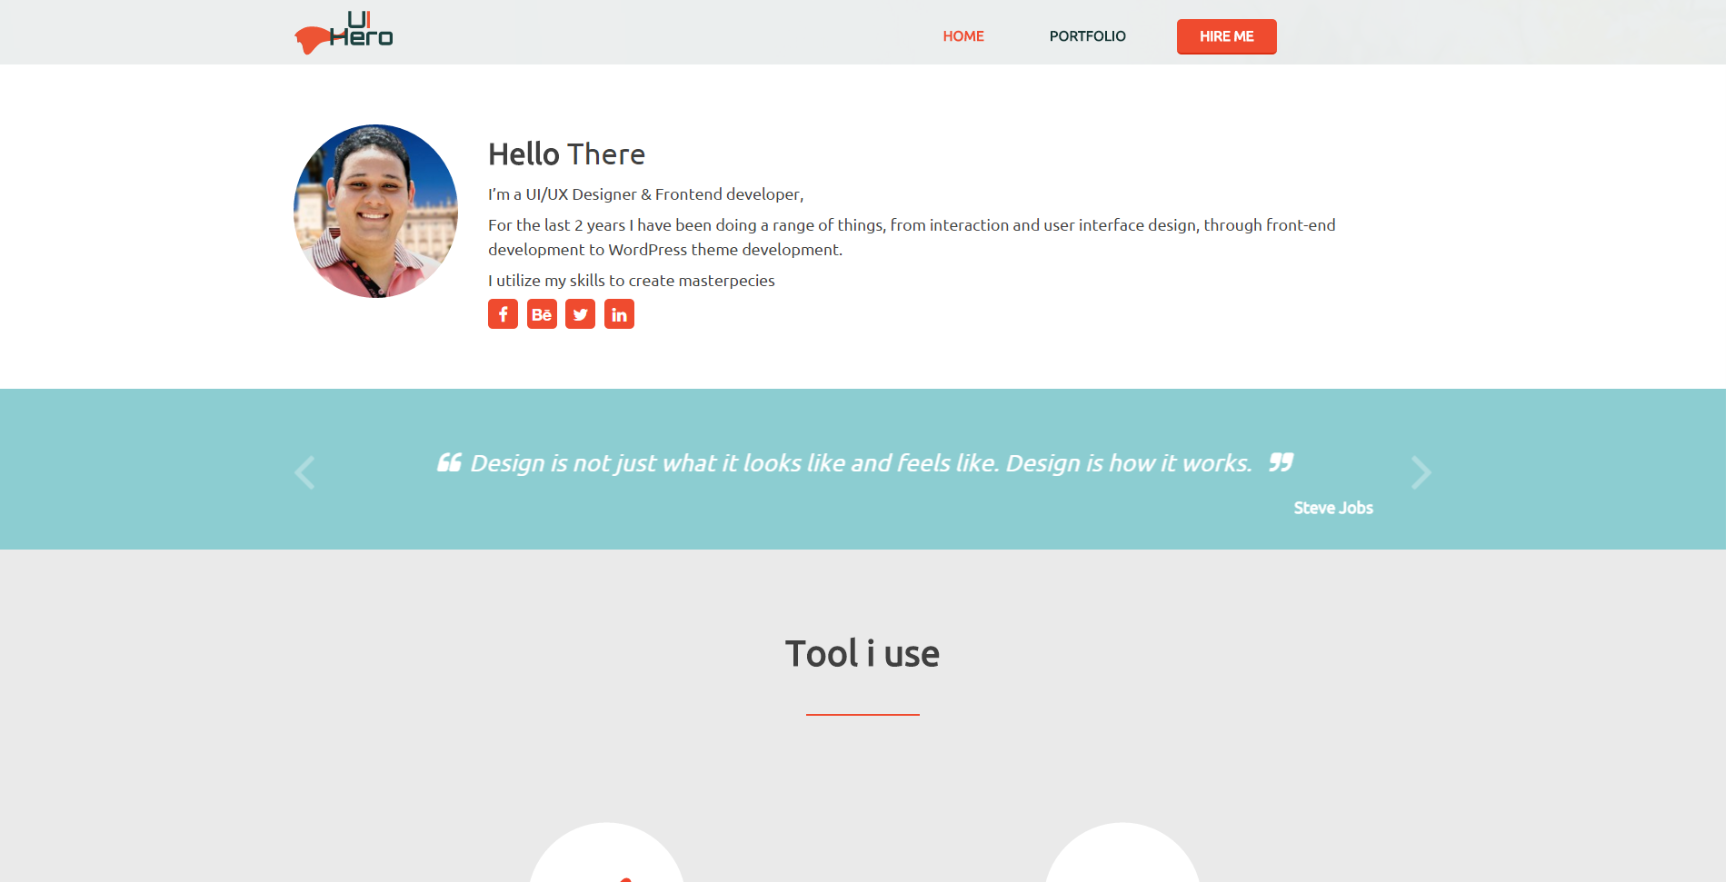 UI
Hero
HOME
PORTFOLIO
HIRE ME
Hello There
I’m a UI/UX Designer & Frontend developer,
For the last 2 years I have been doing a range of things, from interaction and user interface design, through front-end
development to WordPress theme development.
I utilize my skills to create masterpecies
f
Bē
in
“ Design is not just what it looks like and feels like. Design is how it works. ”
Steve Jobs
Tool i use